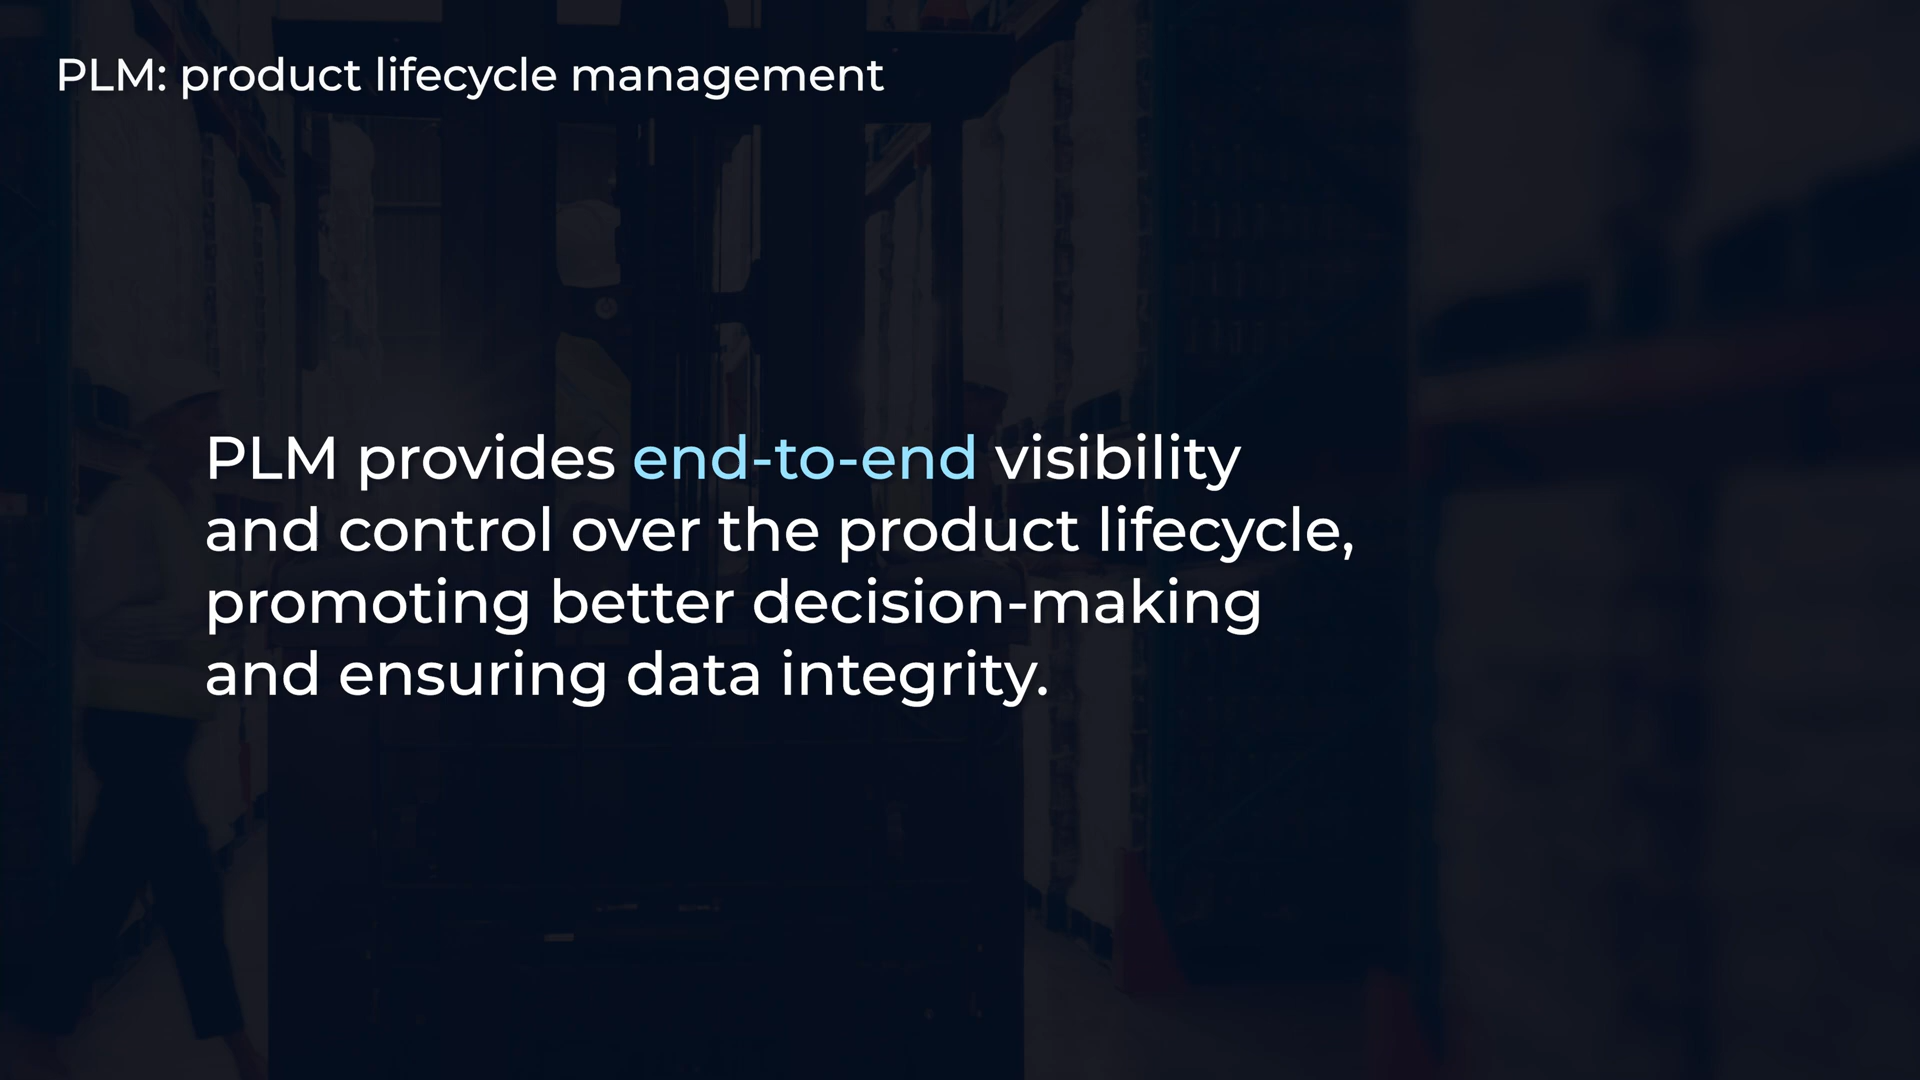 PLM: product lifecycle management
PLM provides end-to-end visibility
and control over the product lifecycle,
promoting better decision-making
and ensuring data integrity.